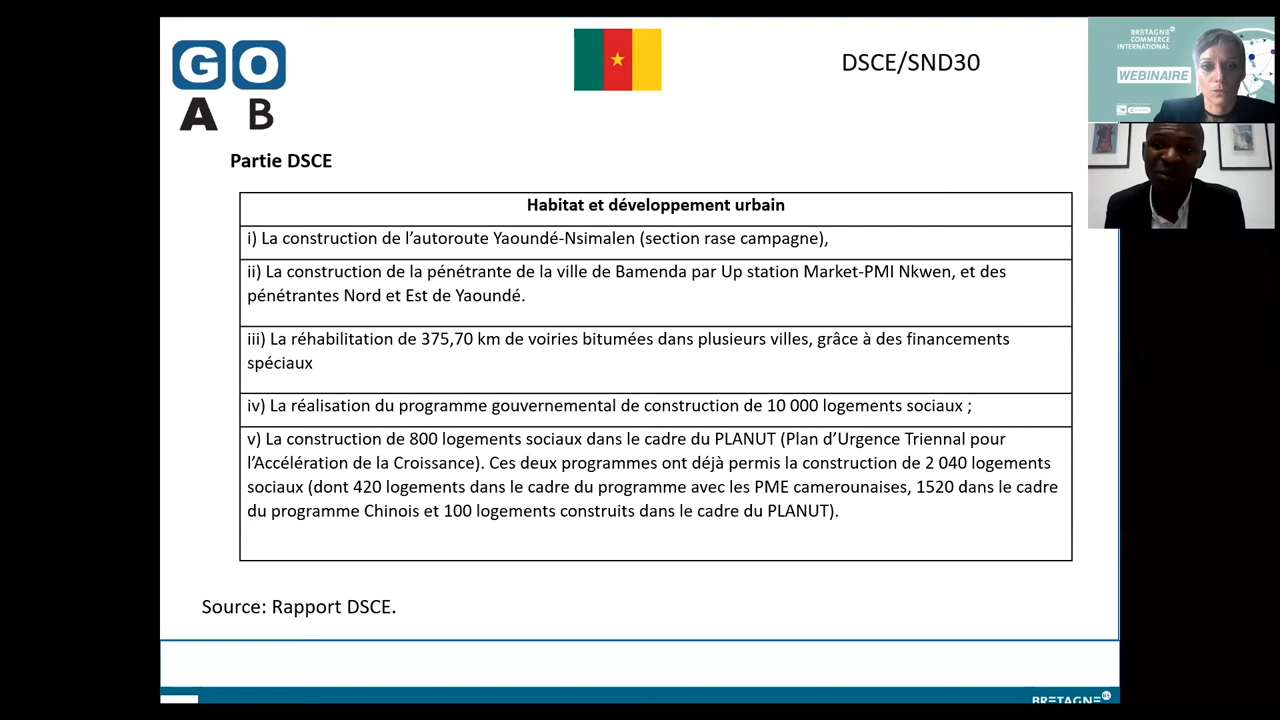 GO
A B
DSCE/SND30
BRETAGNE
COMMERCE
INTERNATIONAL
WEBINAIRE
Partie DSCE
Habitat et développement urbain
i) La construction de l’autoroute Yaoundé-Nsimalen (section rase campagne),
ii) La construction de la pénétrante de la ville de Bamenda par Up station Market-PMI Nkwen, et des
pénétrantes Nord et Est de Yaoundé.
iii) La réhabilitation de 375,70 km de voiries bitumées dans plusieurs villes, grâce à des financements
spéciaux
iv) La réalisation du programme gouvernemental de construction de 10 000 logements sociaux ;
v) La construction de 800 logements sociaux dans le cadre du PLANUT (Plan d’Urgence Triennal pour
l’Accélération de la Croissance). Ces deux programmes ont déjà permis la construction de 2 040 logements
sociaux (dont 420 logements dans le cadre du programme avec les PME camerounaises, 1520 dans le cadre
du programme Chinois et 100 logements construits dans le cadre du PLANUT).
Source: Rapport DSCE.
BRETAGNE